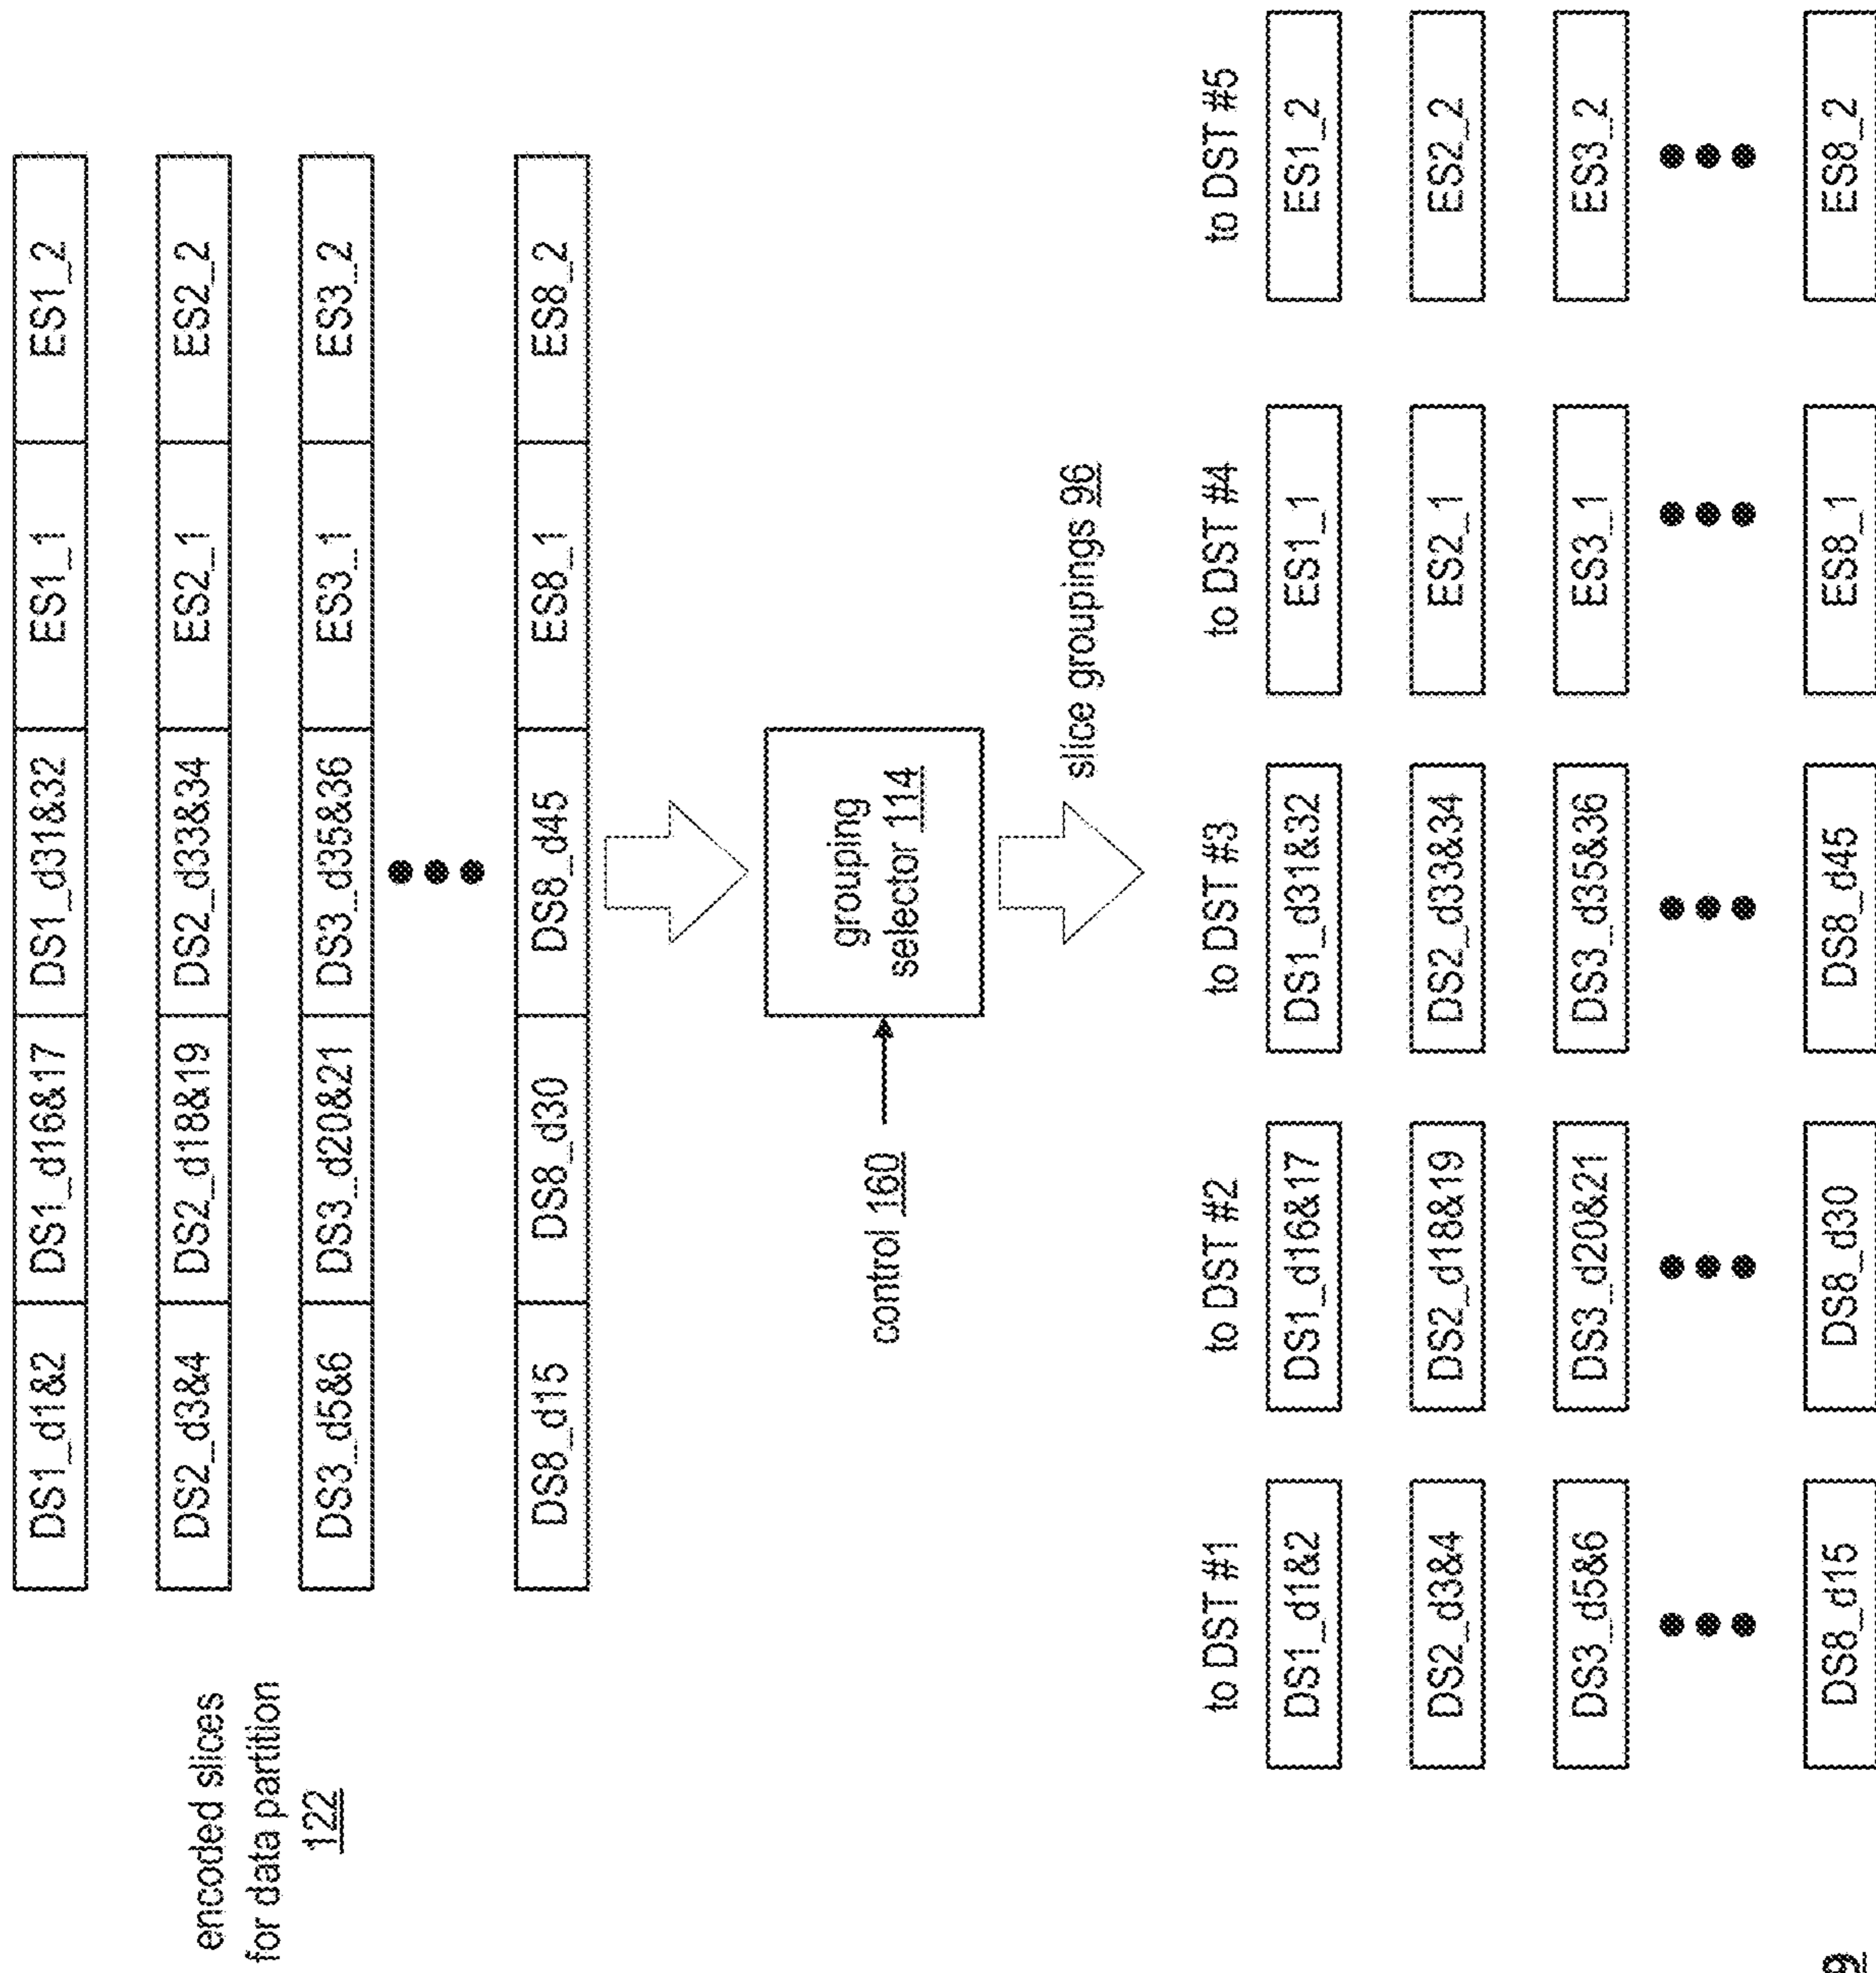 encoded slices
for data partition
122
DS1_d1&2 DS1_d16&17 DS1_d31&32 ES1_1 ES1_2
DS2_d3&4 DS2_d18&19 DS2_d33&34 ES2_1 ES2_2
DS3_d5&6 DS3_d20&21 DS3_d35&36 ES3_1 ES3_2
DS8_d15 DS8_d30 DS8_d45 ES8_1 ES8_2
control 160
grouping
selector 114
slice groupings 96
to DST #1 to DST #2 to DST #3 to DST #4 to DST #5
DS1_d1&2 DS1_d16&17 DS1_d31&32 ES1_1 ES1_2
DS2_d3&4 DS2_d18&19 DS2_d33&34 ES2_1 ES2_2
DS3_d5&6 DS3_d20&21 DS3_d35&36 ES3_1 ES3_2
DS8_d15 DS8_d30 DS8_d45 ES8_1 ES8_2